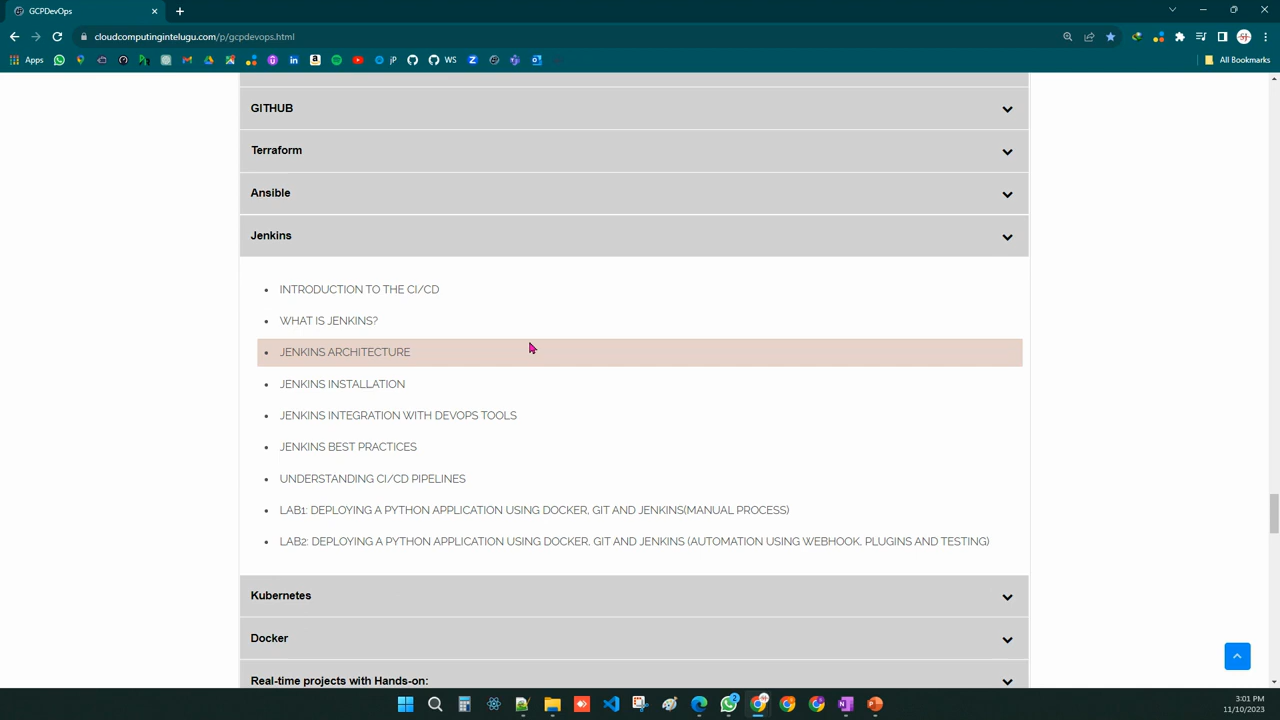 GCPDevOps
cloudcomputingintelugu.com/p/gcpdevops.html
Apps
jP
WS
All Bookmarks
GITHUB
Terraform
Ansible
Jenkins
INTRODUCTION TO THE CI/CD
WHAT IS JENKINS?
JENKINS ARCHITECTURE
JENKINS INSTALLATION
JENKINS INTEGRATION WITH DEVOPS TOOLS
JENKINS BEST PRACTICES
UNDERSTANDING CI/CD PIPELINES
LAB1: DEPLOYING A PYTHON APPLICATION USING DOCKER, GIT AND JENKINS(MANUAL PROCESS)
LAB2: DEPLOYING A PYTHON APPLICATION USING DOCKER, GIT AND JENKINS (AUTOMATION USING WEBHOOK, PLUGINS AND TESTING)
Kubernetes
Docker
Real-time projects with Hands-on:
3:01 PM
11/10/2023